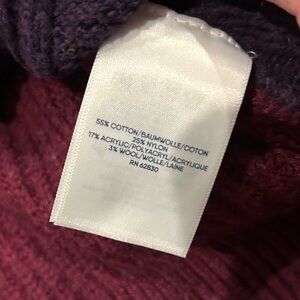 55% COTTON/BAUMWOLLE/COTON
25% NYLON
17% ACRYLIC/POLYACRYL/ACRYLIQUE
3% WOOL/WOLLE/LAINE
RN 62830